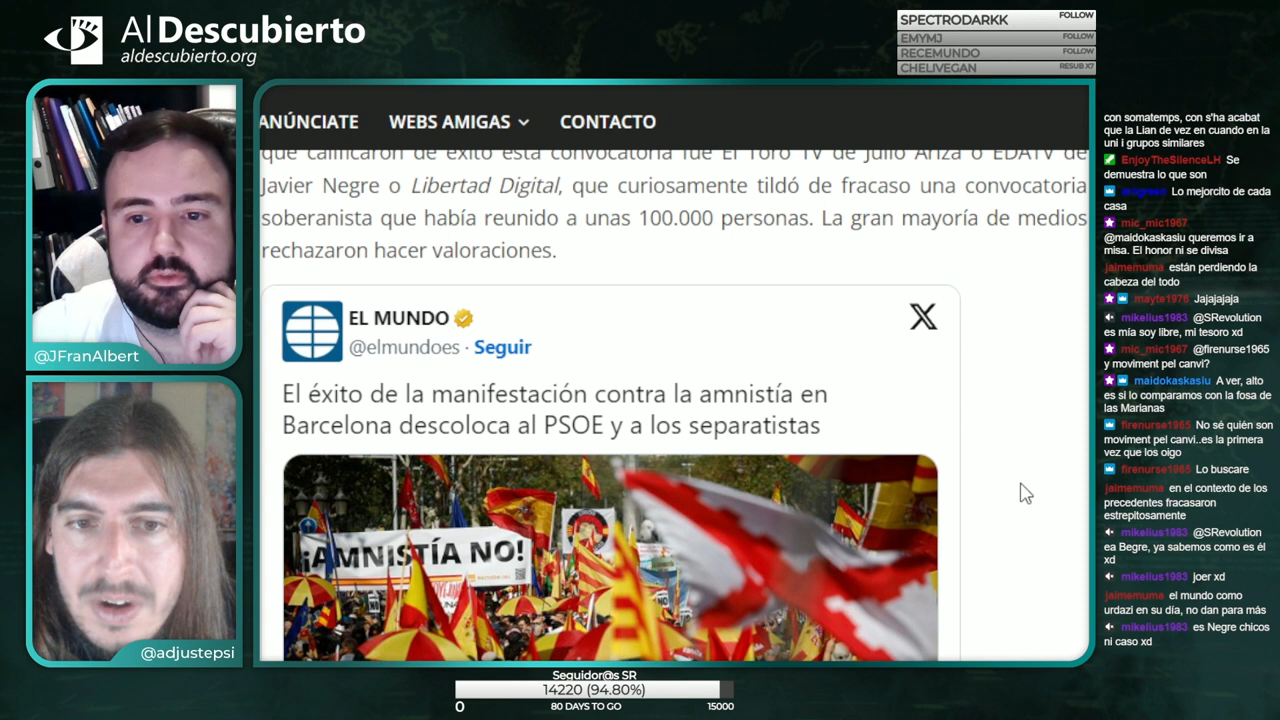 Al Descubierto
aldescubierto.org
SPECTRODARKK FOLLOW
EMYMJ FOLLOW
RECEMUNDO FOLLOW
CHELIVEGAN RESUB X7
@JFranAlbert
@adjustepsi
ANÚNCIATE WEBS AMIGAS CONTACTO
que calificaron de éxito esta convocatoria fue El Toro TV de Julio Ariza o EDATV de
Javier Negre o Libertad Digital, que curiosamente tildó de fracaso una convocatoria
soberanista que había reunido a unas 100.000 personas. La gran mayoría de medios
rechazaron hacer valoraciones.
EL MUNDO
@elmundoes · Seguir
X
El éxito de la manifestación contra la amnistía en
Barcelona descoloca al PSOE y a los separatistas
¡AMNISTÍA NO!
NO
con somatemps, con s'ha acabat
que la Lian de vez en cuando en la
uni i grupos similares
EnjoyTheSilenceLH Se
demuestra lo que son
Lo mejorcito de cada
casa
mic_mic1967
@maidokaskasiu queremos ir a
misa. El honor ni se divisa
jaimemuma están perdiendo la
cabeza del todo
mayte1976 Jajajajaja
mikelius1983 @SRevolution
es mía soy libre, mi tesoro xd
mic_mic1967 @firenurse1965
y moviment pel canvi?
maidokaskasiu A ver, alto
es si lo comparamos con la fosa de
las Marianas
firenurse1965 No sé quién son
moviment pel canvi..es la primera
vez que los oigo
firenurse1965 Lo buscare
jaimemuma en el contexto de los
precedentes fracasaron
estrepitosamente
mikelius1983 @SRevolution
ea Begre, ya sabemos como es él
xd
mikelius1983 joer xd
jaimemuma el mundo como
urdazi en su día, no dan para más
mikelius1983 es Negre chicos
ni caso xd
Seguidor@s SR
14220 (94.80%)
0 80 DAYS TO GO 15000